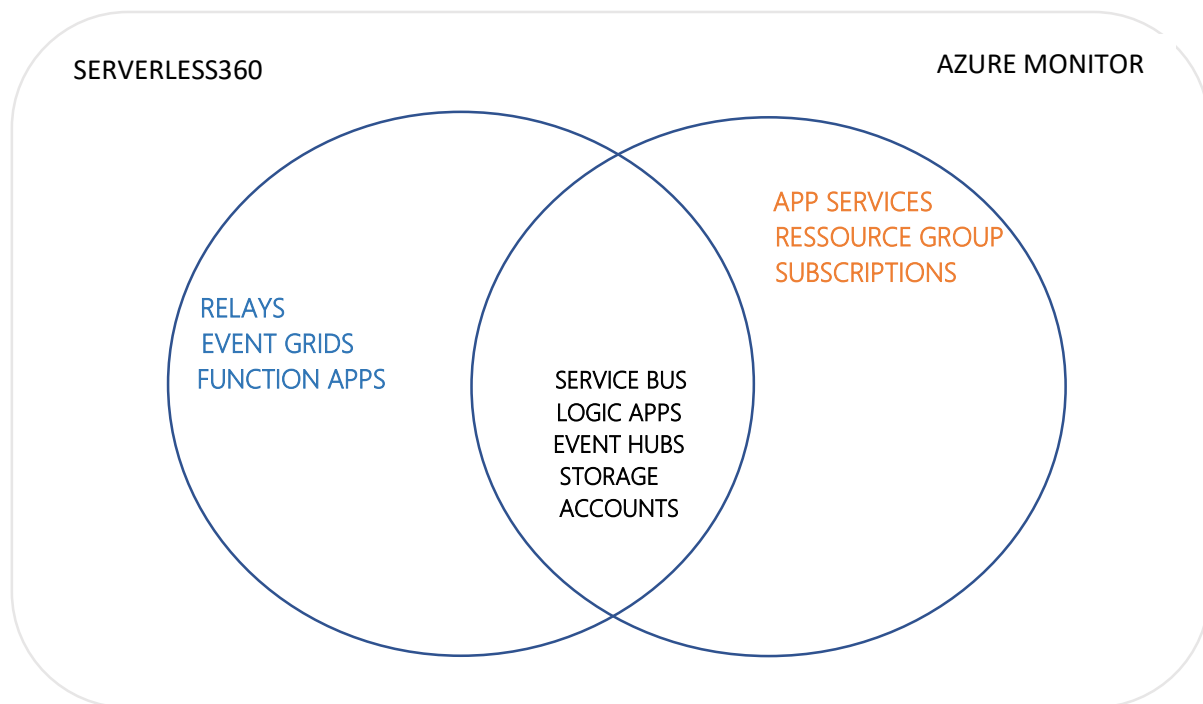 SERVERLESS360
AZURE MONITOR
RELAYS
EVENT GRIDS
FUNCTION APPS
SERVICE BUS
LOGIC APPS
EVENT HUBS
STORAGE
ACCOUNTS
APP SERVICES
RESSOURCE GROUP
SUBSCRIPTIONS